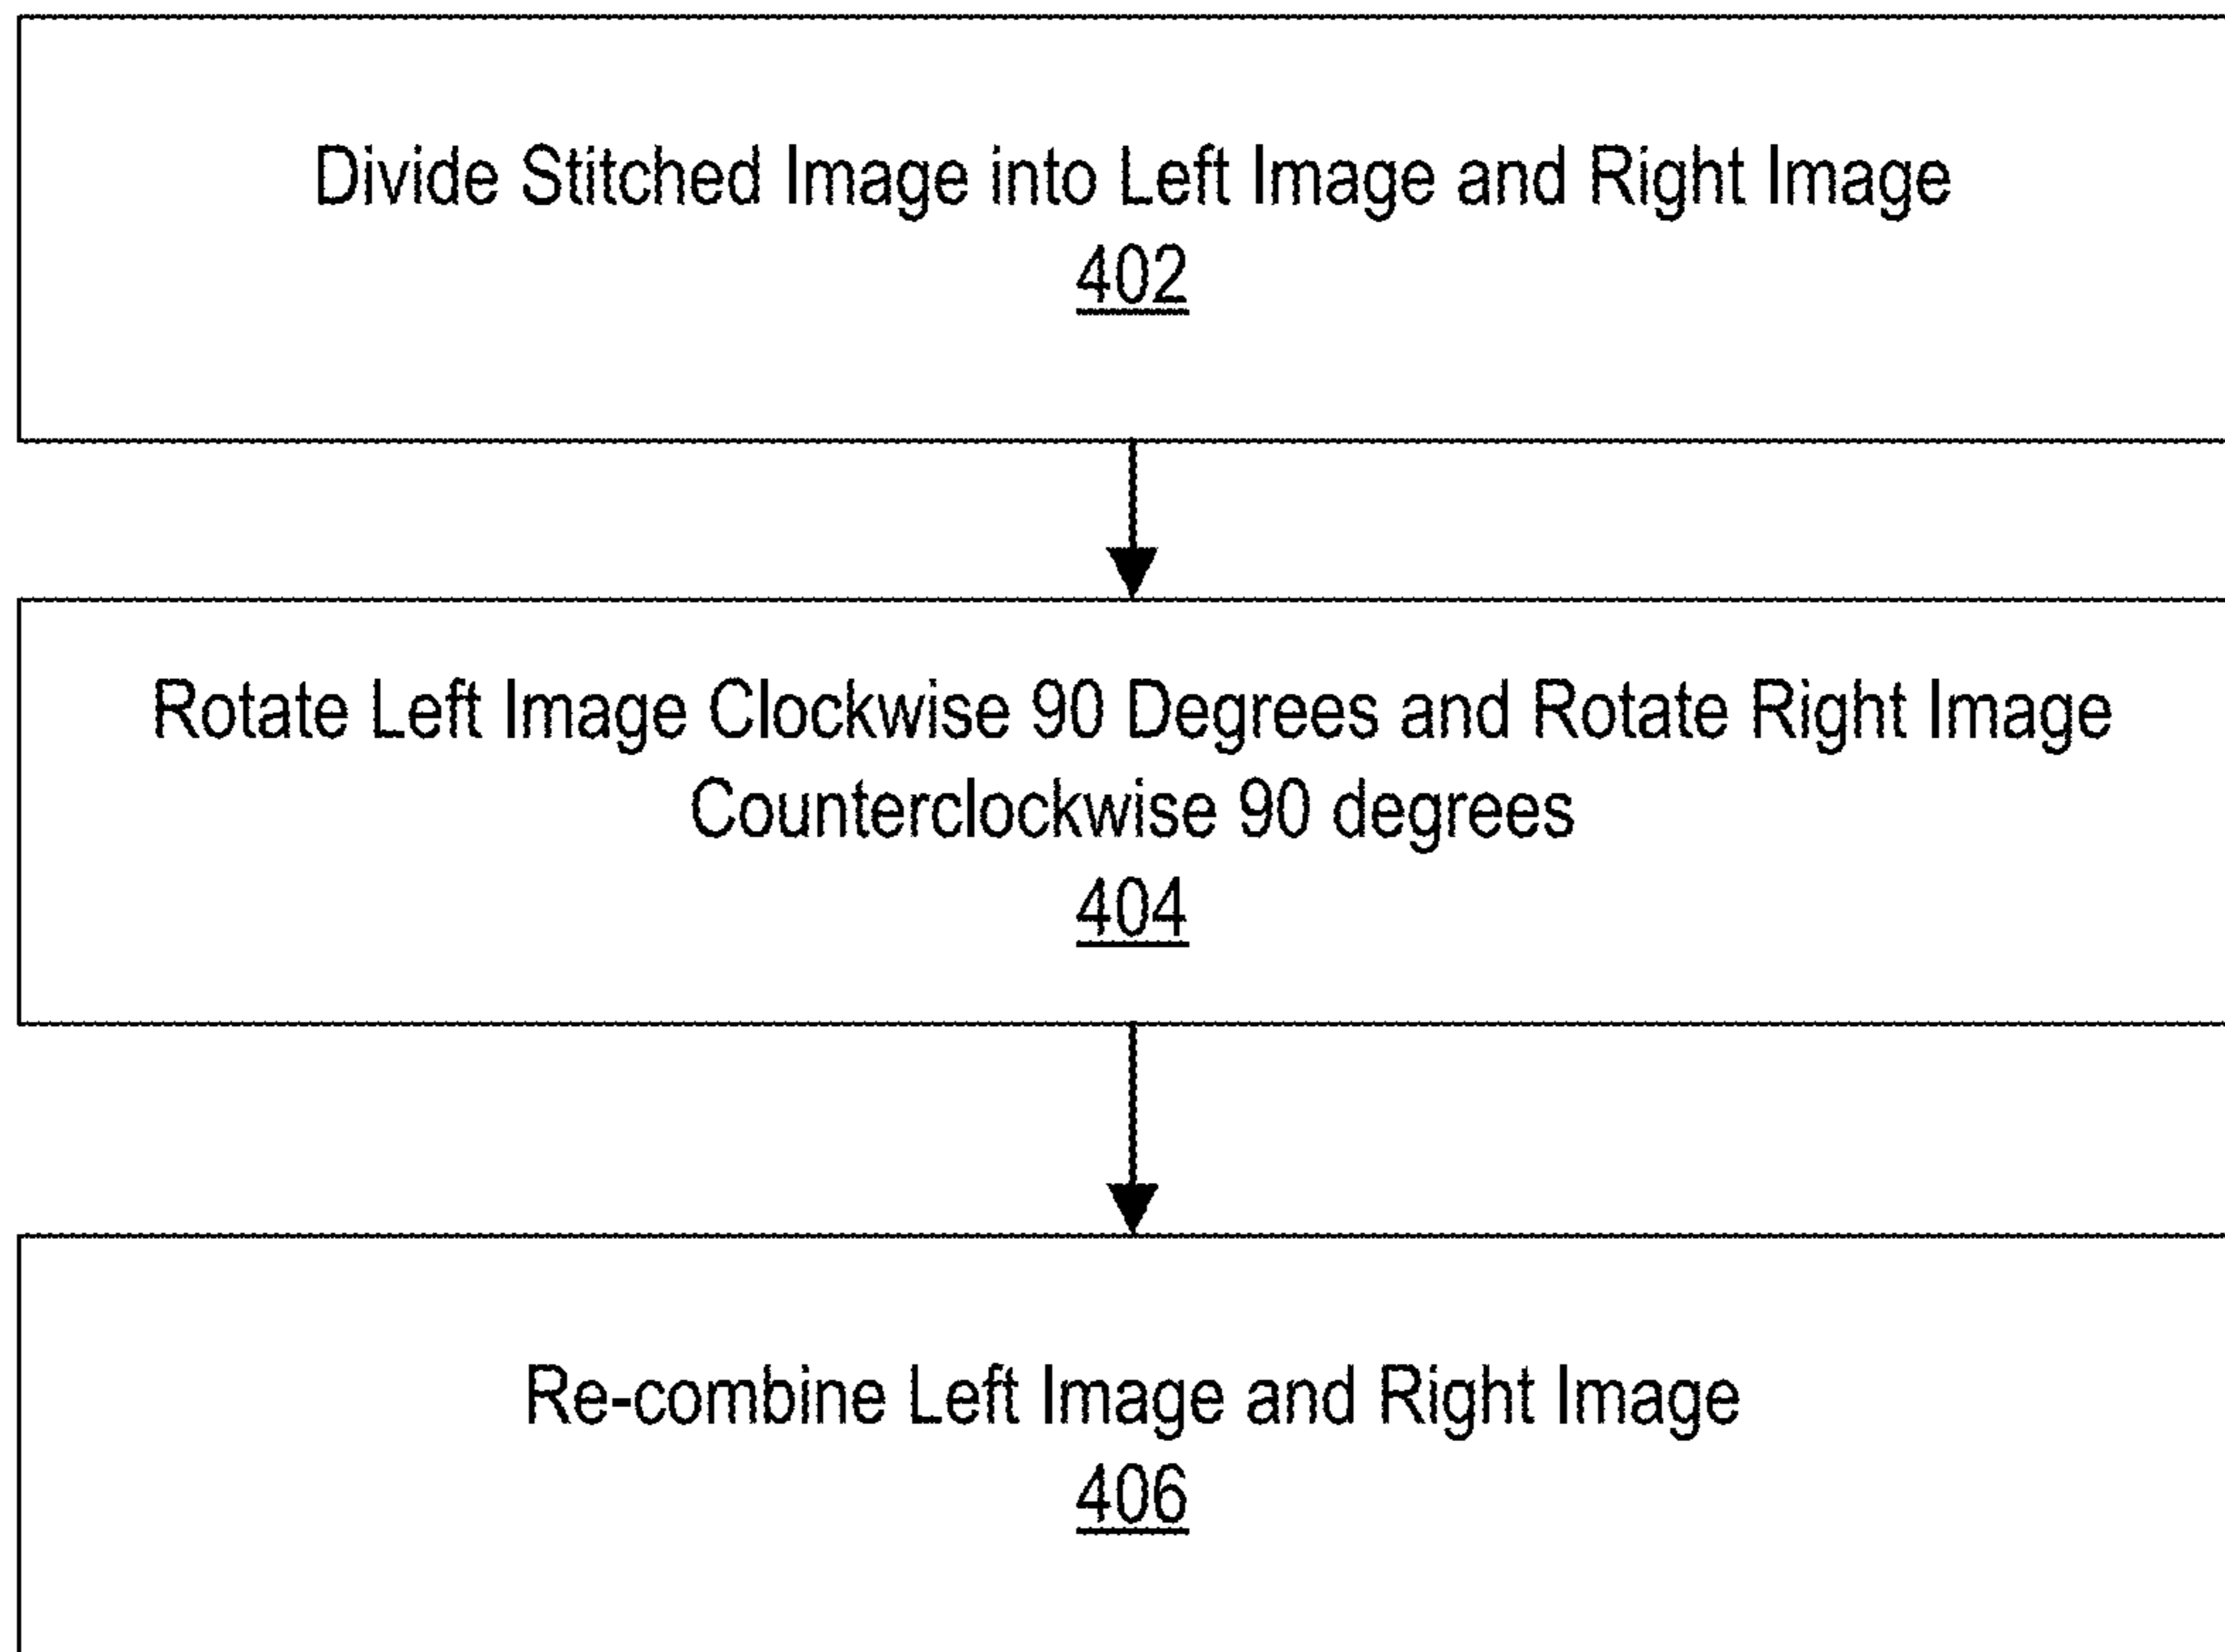 Divide Stitched Image into Left Image and Right Image
402
Rotate Left Image Clockwise 90 Degrees and Rotate Right Image
Counterclockwise 90 degrees
404
Re-combine Left Image and Right Image
406